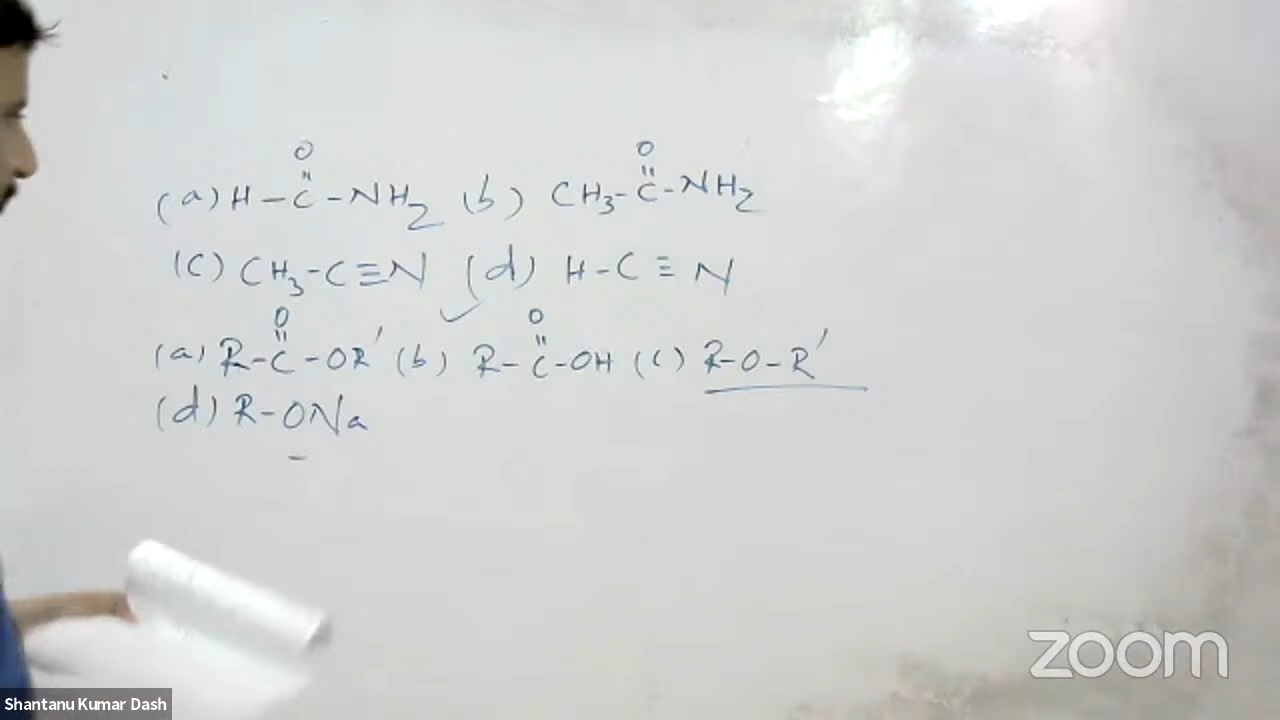 (a) H-C(=O)-NH₂ (b) CH₃-C(=O)-NH₂
(c) CH₃-C≡N (d) H-C≡N
(a) R-C(=O)-OR' (b) R-C(=O)-OH (c) R-O-R'
(d) R-ONa
zoom
Shantanu Kumar Dash